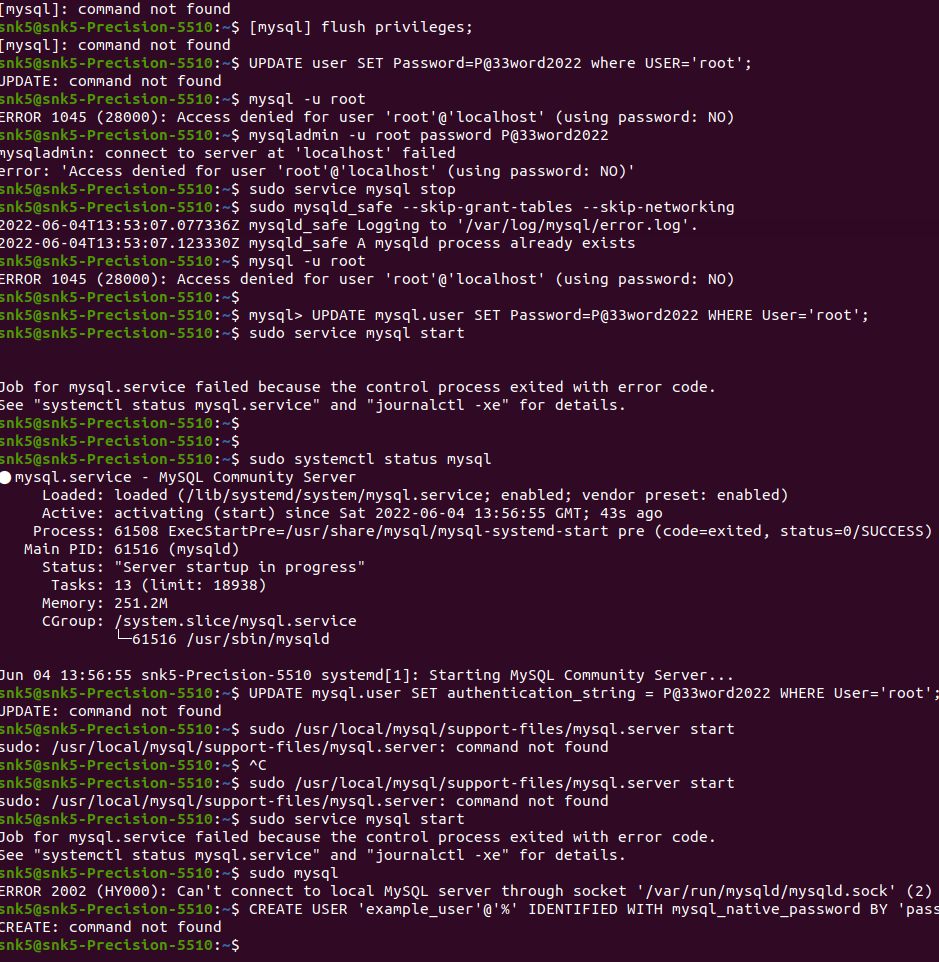 [mysql]: command not found
snk5@snk5-Precision-5510:~$ [mysql] flush privileges;
[mysql]: command not found
snk5@snk5-Precision-5510:~$ UPDATE user SET Password=P@33word2022 where USER='root';
UPDATE: command not found
snk5@snk5-Precision-5510:~$ mysql -u root
ERROR 1045 (28000): Access denied for user 'root'@'localhost' (using password: NO)
snk5@snk5-Precision-5510:~$ mysqladmin -u root password P@33word2022
mysqladmin: connect to server at 'localhost' failed
error: 'Access denied for user 'root'@'localhost' (using password: NO)'
snk5@snk5-Precision-5510:~$ sudo service mysql stop
snk5@snk5-Precision-5510:~$ sudo mysqld_safe --skip-grant-tables --skip-networking
2022-06-04T13:53:07.077336Z mysqld_safe Logging to '/var/log/mysql/error.log'.
2022-06-04T13:53:07.123330Z mysqld_safe A mysqld process already exists
snk5@snk5-Precision-5510:~$ mysql -u root
ERROR 1045 (28000): Access denied for user 'root'@'localhost' (using password: NO)
snk5@snk5-Precision-5510:~$
snk5@snk5-Precision-5510:~$ mysql> UPDATE mysql.user SET Password=P@33word2022 WHERE User='root';
snk5@snk5-Precision-5510:~$ sudo service mysql start
Job for mysql.service failed because the control process exited with error code.
See "systemctl status mysql.service" and "journalctl -xe" for details.
snk5@snk5-Precision-5510:~$
snk5@snk5-Precision-5510:~$
snk5@snk5-Precision-5510:~$ sudo systemctl status mysql
● mysql.service - MySQL Community Server
Loaded: loaded (/lib/systemd/system/mysql.service; enabled; vendor preset: enabled)
Active: activating (start) since Sat 2022-06-04 13:56:55 GMT; 43s ago
Process: 61508 ExecStartPre=/usr/share/mysql/mysql-systemd-start pre (code=exited, status=0/SUCCESS)
Main PID: 61516 (mysqld)
Status: "Server startup in progress"
Tasks: 13 (limit: 18938)
Memory: 251.2M
CGroup: /system.slice/mysql.service
└─61516 /usr/sbin/mysqld
Jun 04 13:56:55 snk5-Precision-5510 systemd[1]: Starting MySQL Community Server...
snk5@snk5-Precision-5510:~$ UPDATE mysql.user SET authentication_string = P@33word2022 WHERE User='root';
UPDATE: command not found
snk5@snk5-Precision-5510:~$ sudo /usr/local/mysql/support-files/mysql.server start
sudo: /usr/local/mysql/support-files/mysql.server: command not found
snk5@snk5-Precision-5510:~$ ^C
snk5@snk5-Precision-5510:~$ sudo /usr/local/mysql/support-files/mysql.server start
sudo: /usr/local/mysql/support-files/mysql.server: command not found
snk5@snk5-Precision-5510:~$ sudo service mysql start
Job for mysql.service failed because the control process exited with error code.
See "systemctl status mysql.service" and "journalctl -xe" for details.
snk5@snk5-Precision-5510:~$ sudo mysql
ERROR 2002 (HY000): Can't connect to local MySQL server through socket '/var/run/mysqld/mysqld.sock' (2)
snk5@snk5-Precision-5510:~$ CREATE USER 'example_user'@'%' IDENTIFIED WITH mysql_native_password BY 'pass
CREATE: command not found
snk5@snk5-Precision-5510:~$